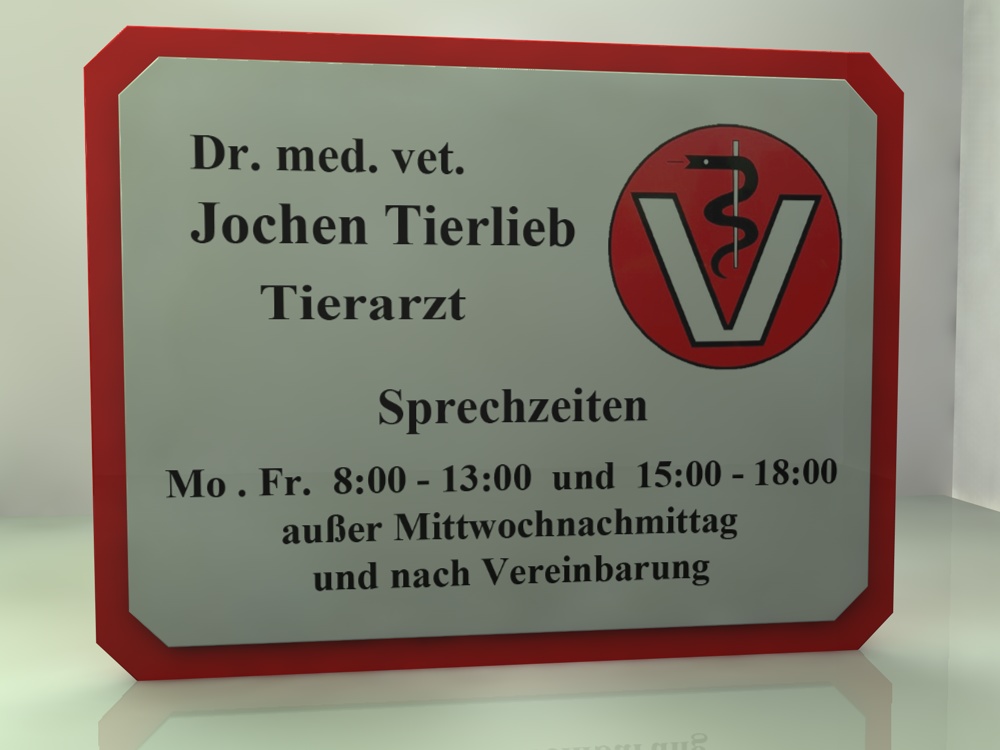 Dr. med. vet.
Jochen Tierlieb
Tierarzt
V
Sprechzeiten
Mo . Fr. 8:00 - 13:00 und 15:00 - 18:00
außer Mittwochnachmittag
und nach Vereinbarung